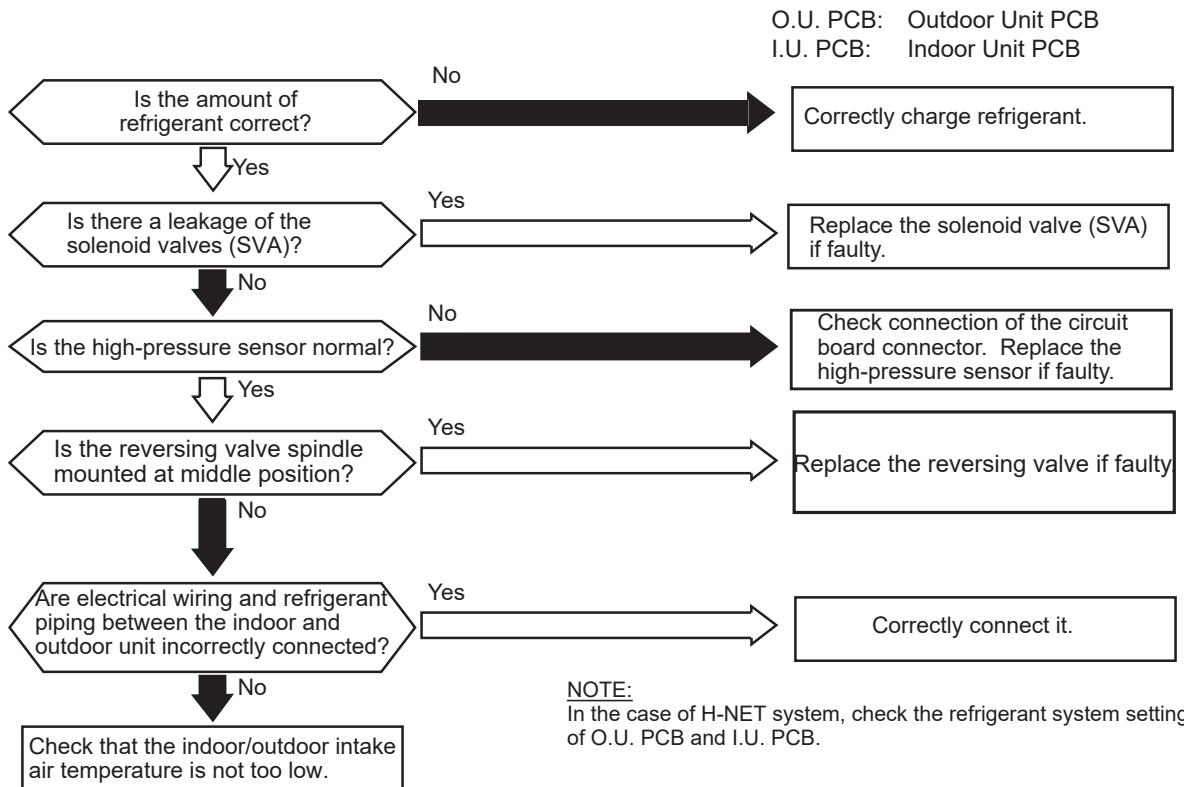 O.U. PCB: Outdoor Unit PCB
I.U. PCB: Indoor Unit PCB
No
Is the amount of
refrigerant correct?
Correctly charge refrigerant.
Yes
Yes
Is there a leakage of the
solenoid valves (SVA)?
Replace the solenoid valve (SVA)
if faulty.
No
No
Is the high-pressure sensor normal?
Check connection of the circuit
board connector. Replace the
high-pressure sensor if faulty.
Yes
Yes
Is the reversing valve spindle
mounted at middle position?
Replace the reversing valve if faulty.
No
Yes
Are electrical wiring and refrigerant
piping between the indoor and
outdoor unit incorrectly connected?
Correctly connect it.
No
NOTE:
In the case of H-NET system, check the refrigerant system setting
of O.U. PCB and I.U. PCB.
Check that the indoor/outdoor intake
air temperature is not too low.